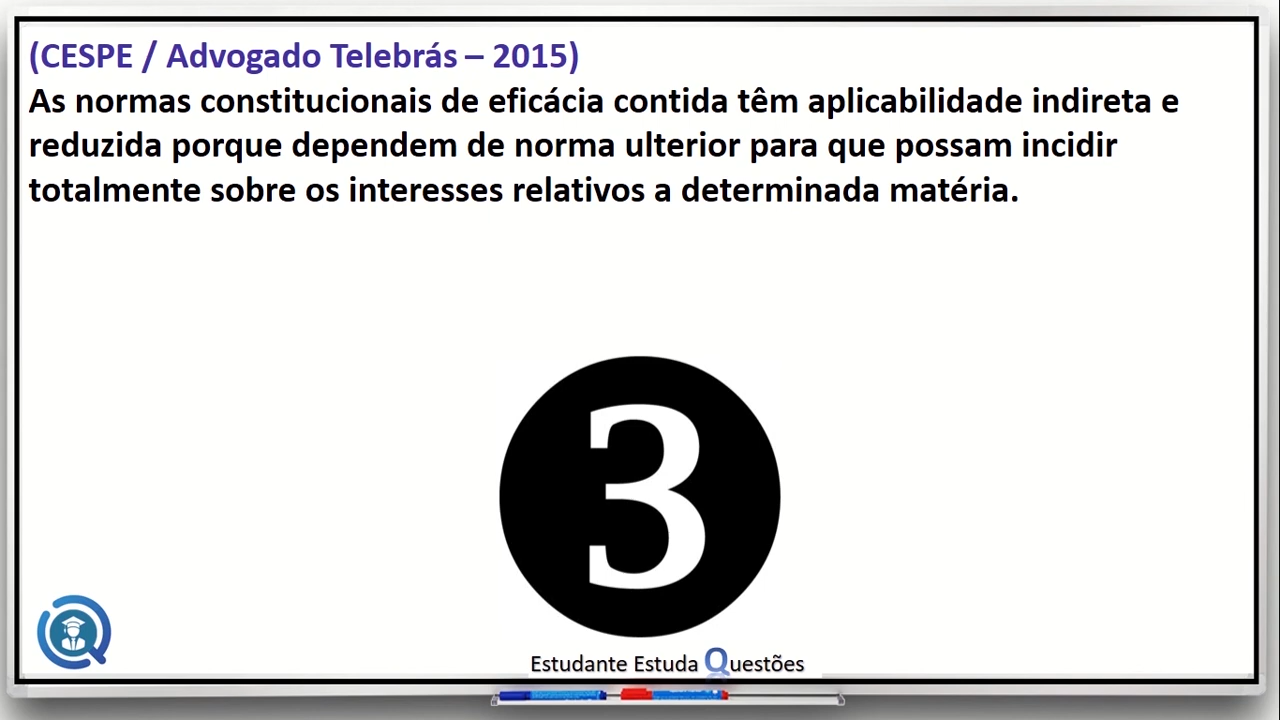 (CESPE / Advogado Telebrás – 2015)
As normas constitucionais de eficácia contida têm aplicabilidade indireta e
reduzida porque dependem de norma ulterior para que possam incidir
totalmente sobre os interesses relativos a determinada matéria.
3
Estudante Estuda Questões